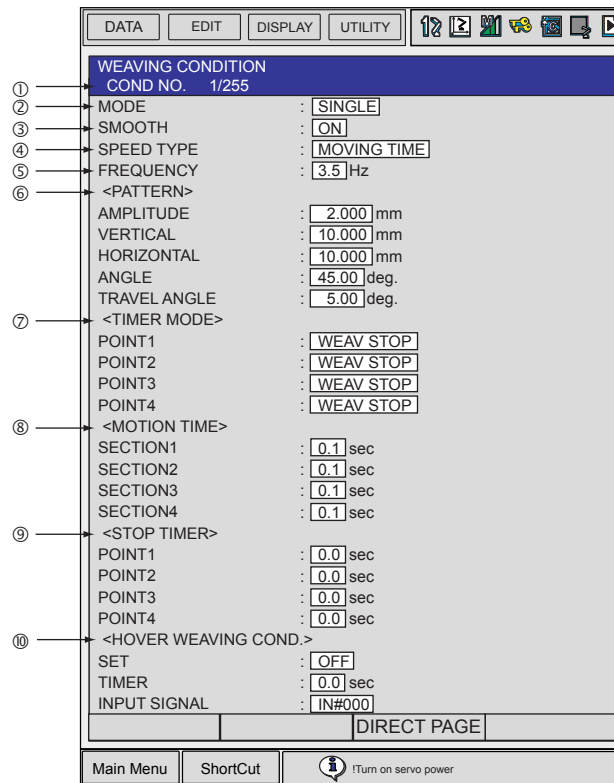 DATA EDIT DISPLAY UTILITY
WEAVING CONDITION
① COND NO. 1/255
② MODE : SINGLE
③ SMOOTH : ON
④ SPEED TYPE : MOVING TIME
⑤ FREQUENCY : 3.5 Hz
⑥ <PATTERN>
AMPLITUDE : 2.000 mm
VERTICAL : 10.000 mm
HORIZONTAL : 10.000 mm
ANGLE : 45.00 deg.
TRAVEL ANGLE : 5.00 deg.
⑦ <TIMER MODE>
POINT1 : WEAV STOP
POINT2 : WEAV STOP
POINT3 : WEAV STOP
POINT4 : WEAV STOP
⑧ <MOTION TIME>
SECTION1 : 0.1 sec
SECTION2 : 0.1 sec
SECTION3 : 0.1 sec
SECTION4 : 0.1 sec
⑨ <STOP TIMER>
POINT1 : 0.0 sec
POINT2 : 0.0 sec
POINT3 : 0.0 sec
POINT4 : 0.0 sec
⑩ <HOVER WEAVING COND.>
SET : OFF
TIMER : 0.0 sec
INPUT SIGNAL : IN#000
DIRECT PAGE
Main Menu ShortCut !Turn on servo power